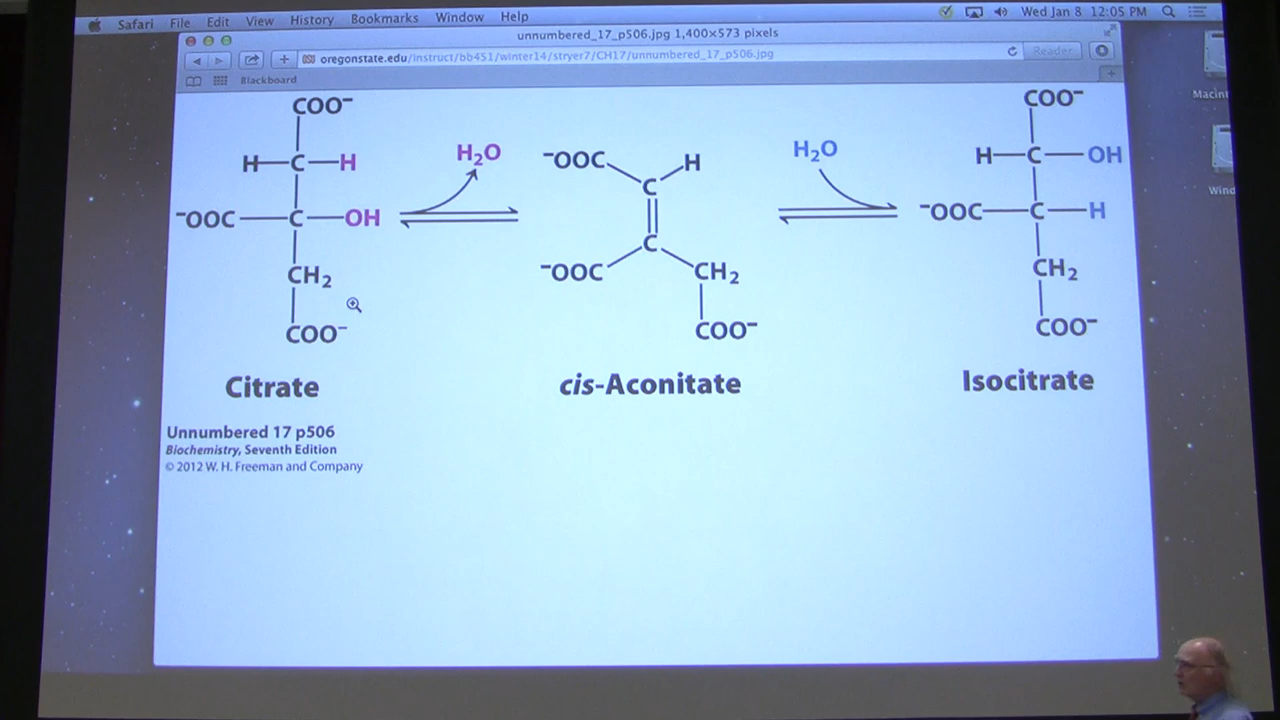 Safari File Edit View History Bookmarks Window Help Wed Jan 8 12:05 PM
unnumbered_17_p506.jpg 1,400×573 pixels
oregonstate.edu/instruct/bb451/winter14/stryer7/CH17/unnumbered_17_p506.jpg Reader
Blackboard
Macint
Wind
COO⁻
H—C—H
⁻OOC—C—OH
CH₂
COO⁻
H₂O
⁻OOC H
C
C
⁻OOC CH₂
COO⁻
H₂O
COO⁻
H—C—OH
⁻OOC—C—H
CH₂
COO⁻
Citrate cis-Aconitate Isocitrate
Unnumbered 17 p506
Biochemistry, Seventh Edition
© 2012 W. H. Freeman and Company